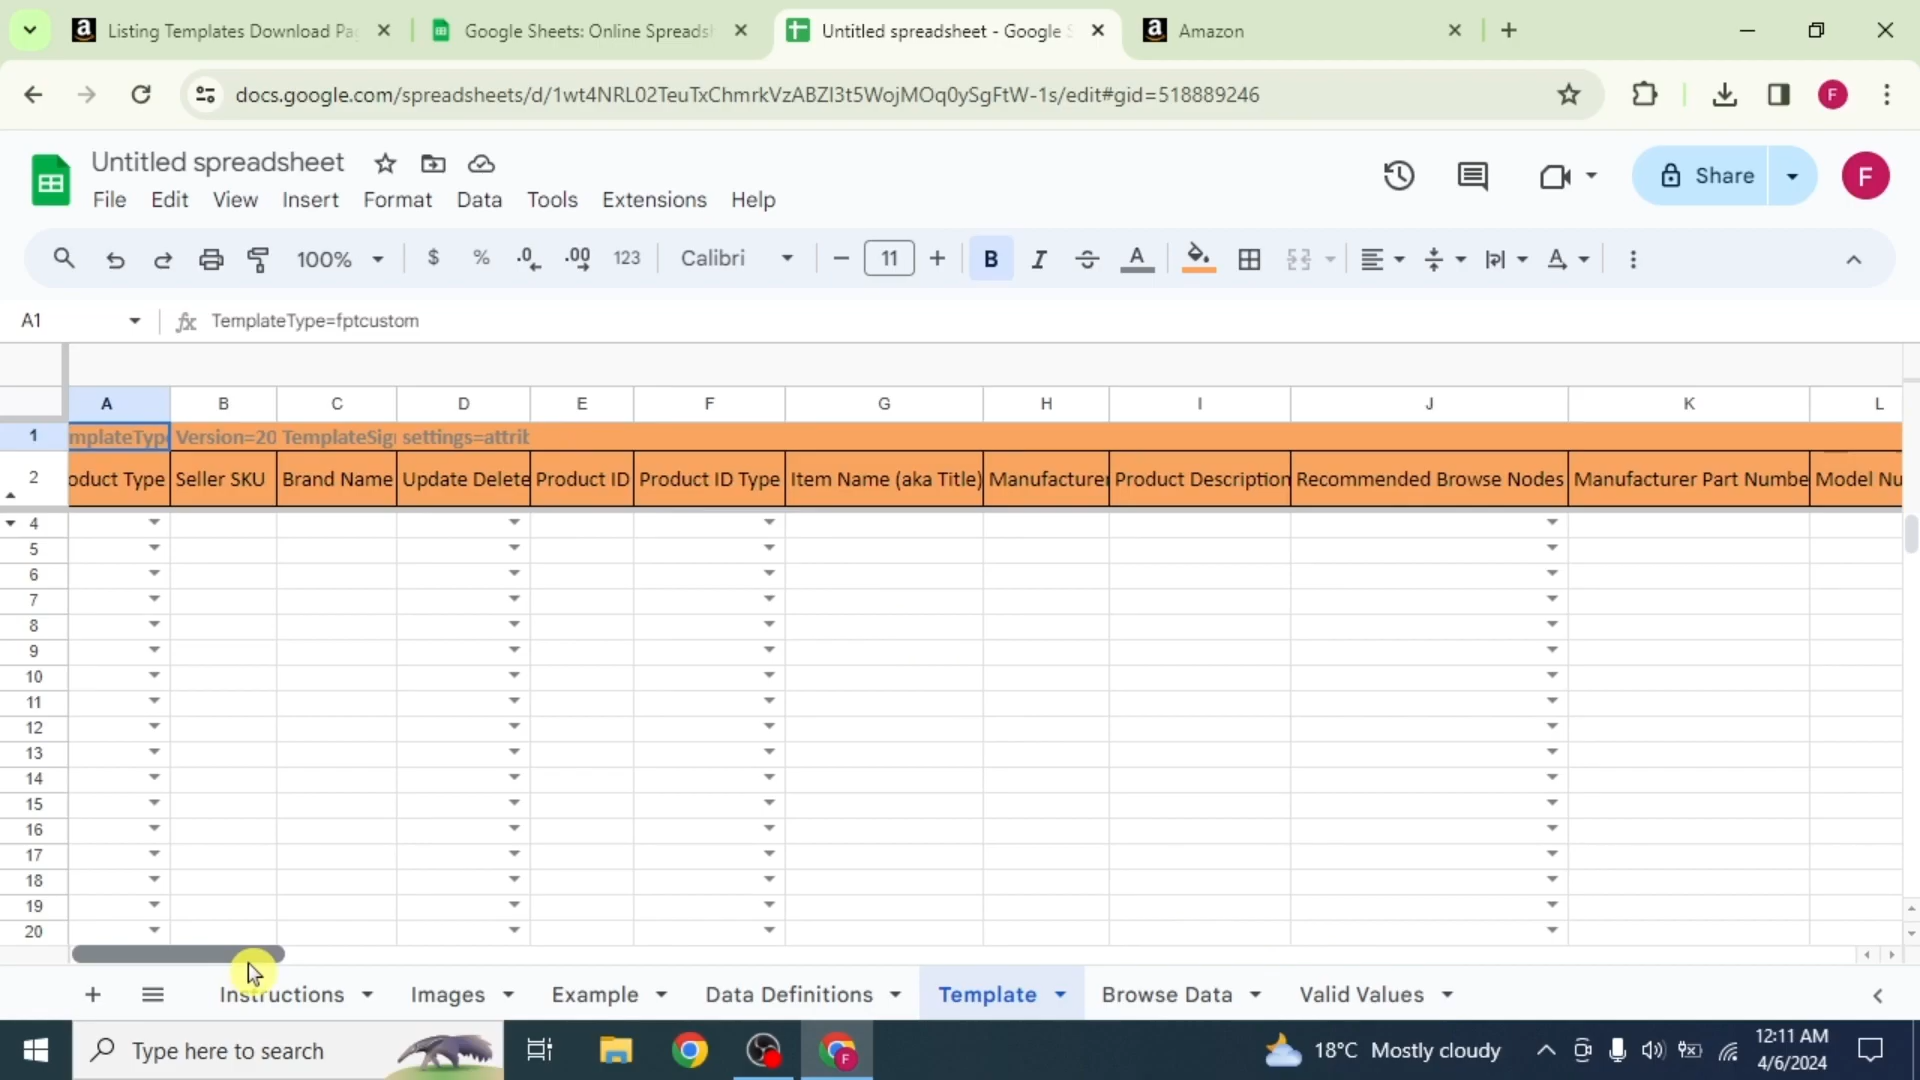 Listing Templates Download Pa
Google Sheets: Online Spreads
Untitled spreadsheet - Google S
Amazon
docs.google.com/spreadsheets/d/1wt4NRL02TeuTxChmrkVzABZl3t5WojMOq0ySgFtW-1s/edit#gid=518889246
F
Untitled spreadsheet
File Edit View Insert Format Data Tools Extensions Help
Share
F
100% $ % .0 .00 123 Calibri 11 B I A A
A1 TemplateType=fptcustom
A B C D E F G H I J K L
1 mplateType Version=20 TemplateSig settings=attrib
2 oduct Type Seller SKU Brand Name Update Delete Product ID Product ID Type Item Name (aka Title) Manufacturer Product Description Recommended Browse Nodes Manufacturer Part Numbe Model Nu
4
5
6
7
8
9
10
11
12
13
14
15
16
17
18
19
20
Instructions Images Example Data Definitions Template Browse Data Valid Values
Type here to search
18°C Mostly cloudy
12:11 AM
4/6/2024